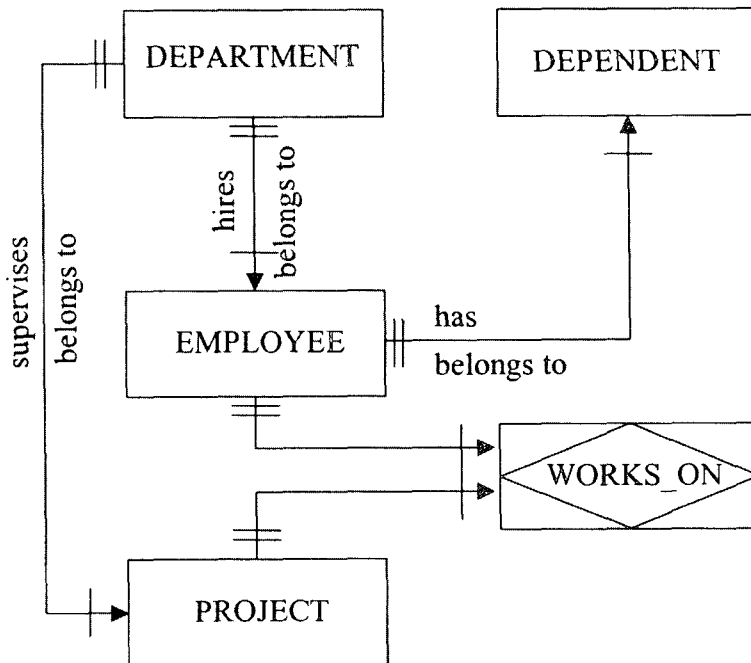 DEPARTMENT
DEPENDENT
hires
belongs to
supervises
belongs to
EMPLOYEE
has
belongs to
WORKS_ON
PROJECT